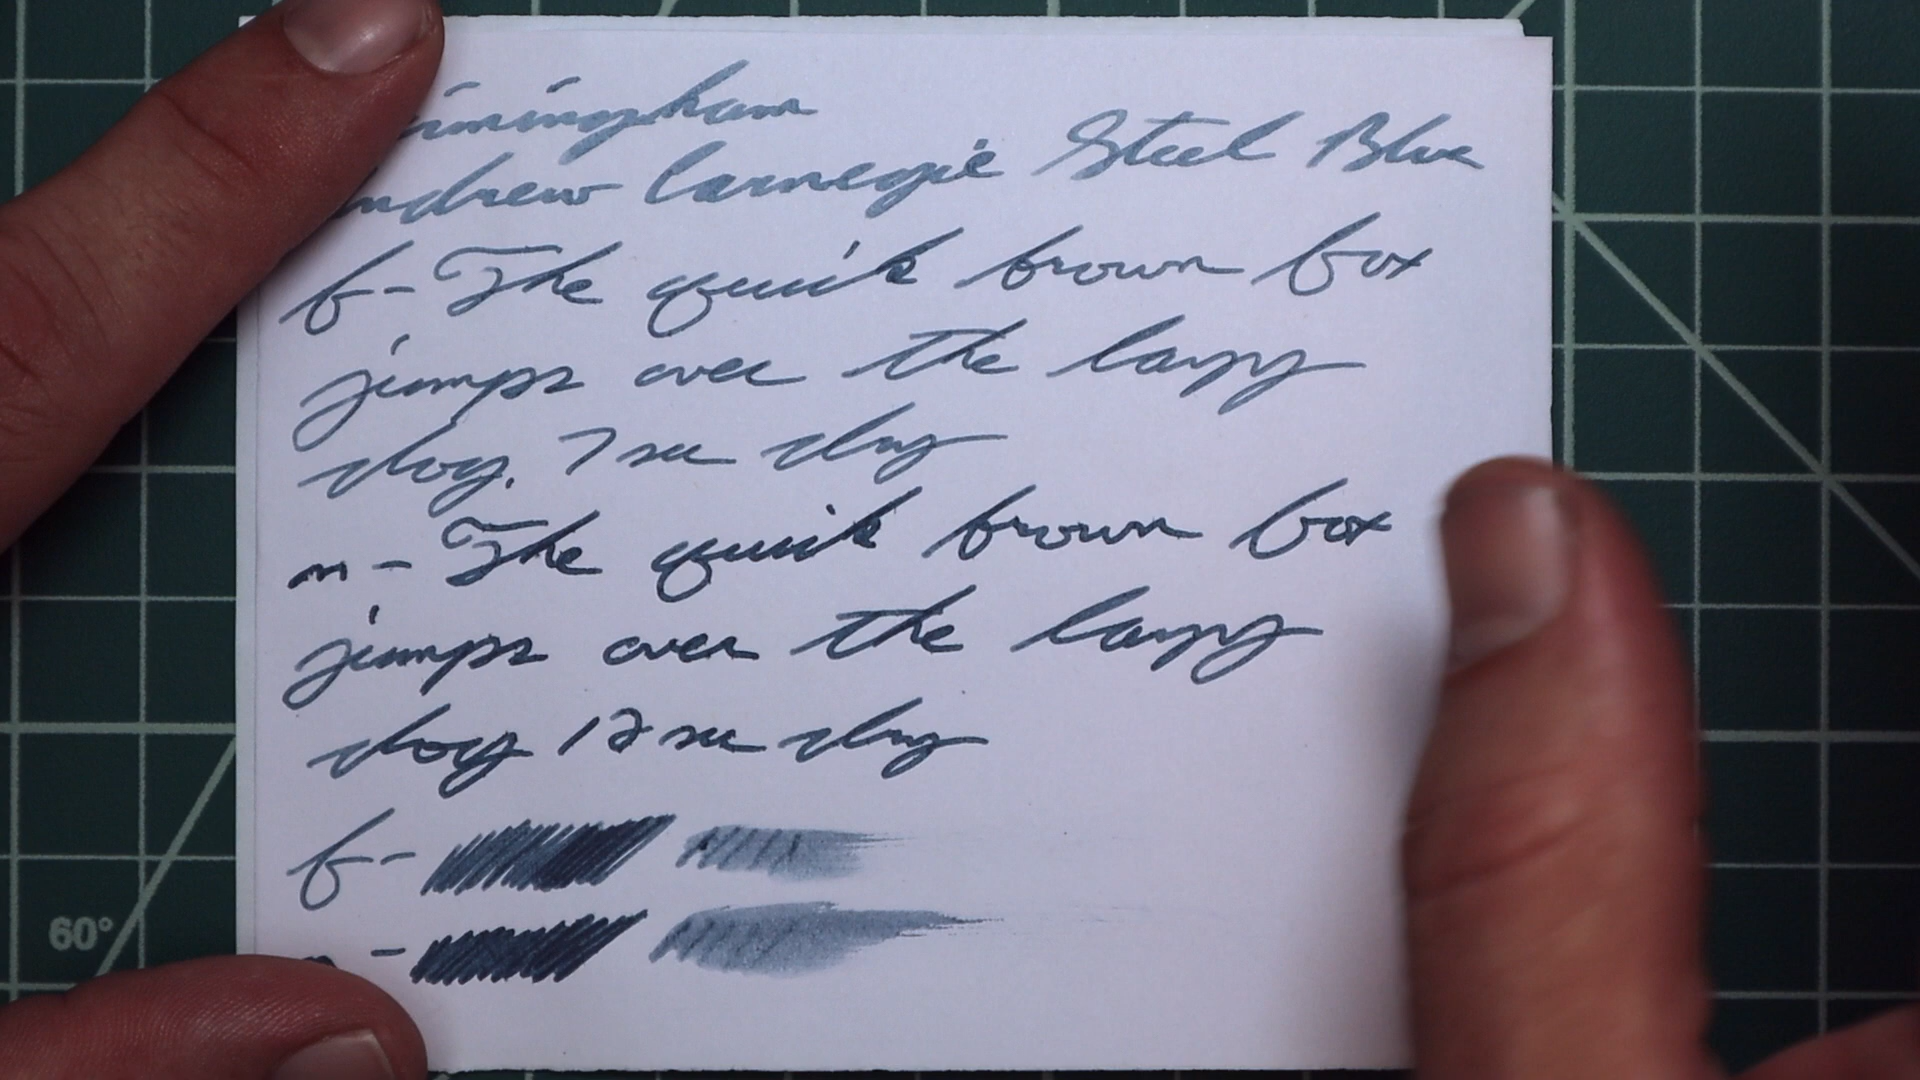 irmingham
ndrew Carnegie Steel Blue
f- The quick brown fox
jumps over the lazy
dog. 7 sec dry
m - The quick brown fox
jumps over the lazy
dog 12 sec dry
f-
m -
60°